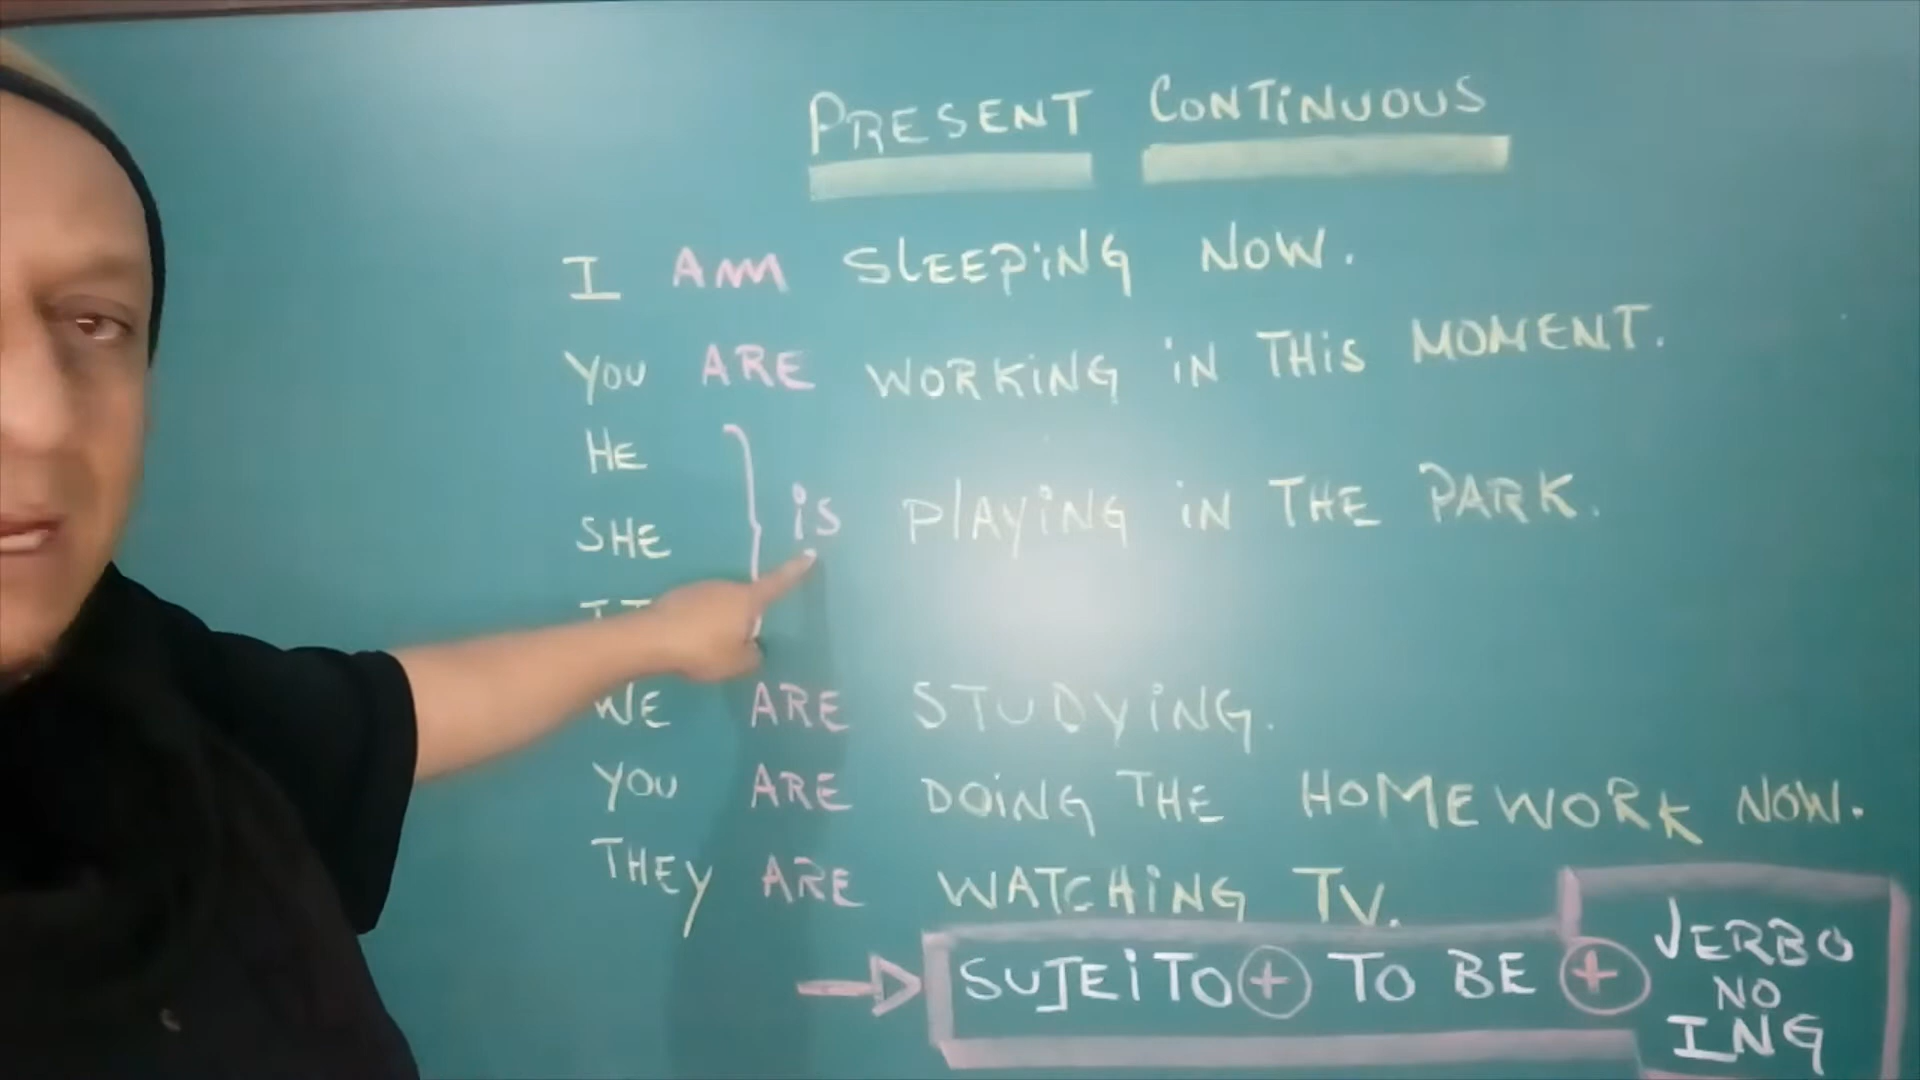 PRESENT CONTINUOUS
I AM SLEEPING NOW.
YOU ARE WORKING IN THIS MOMENT.
HE
SHE
is PLAYING IN THE PARK.
WE ARE STUDYING.
YOU ARE DOING THE HOMEWORK NOW.
THEY ARE WATCHING TV.
SUJEITO + TO BE + VERBO
NO
ING